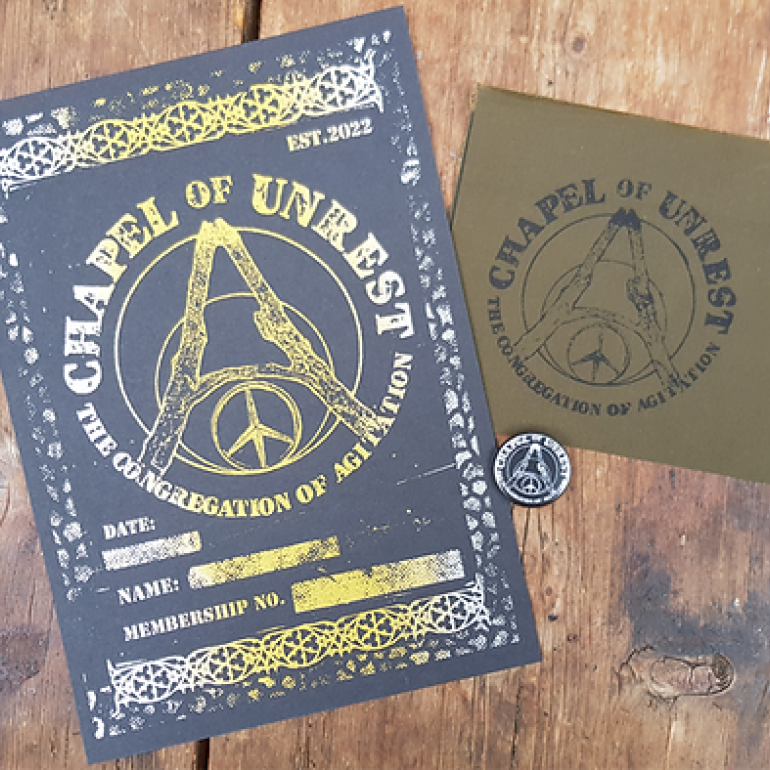 EST.2022
CHAPEL OF UNREST
THE CONGREGATION OF AGITATION
DATE:
NAME:
MEMBERSHIP NO.
CHAPEL OF UNREST
THE CONGREGATION OF AGITATION